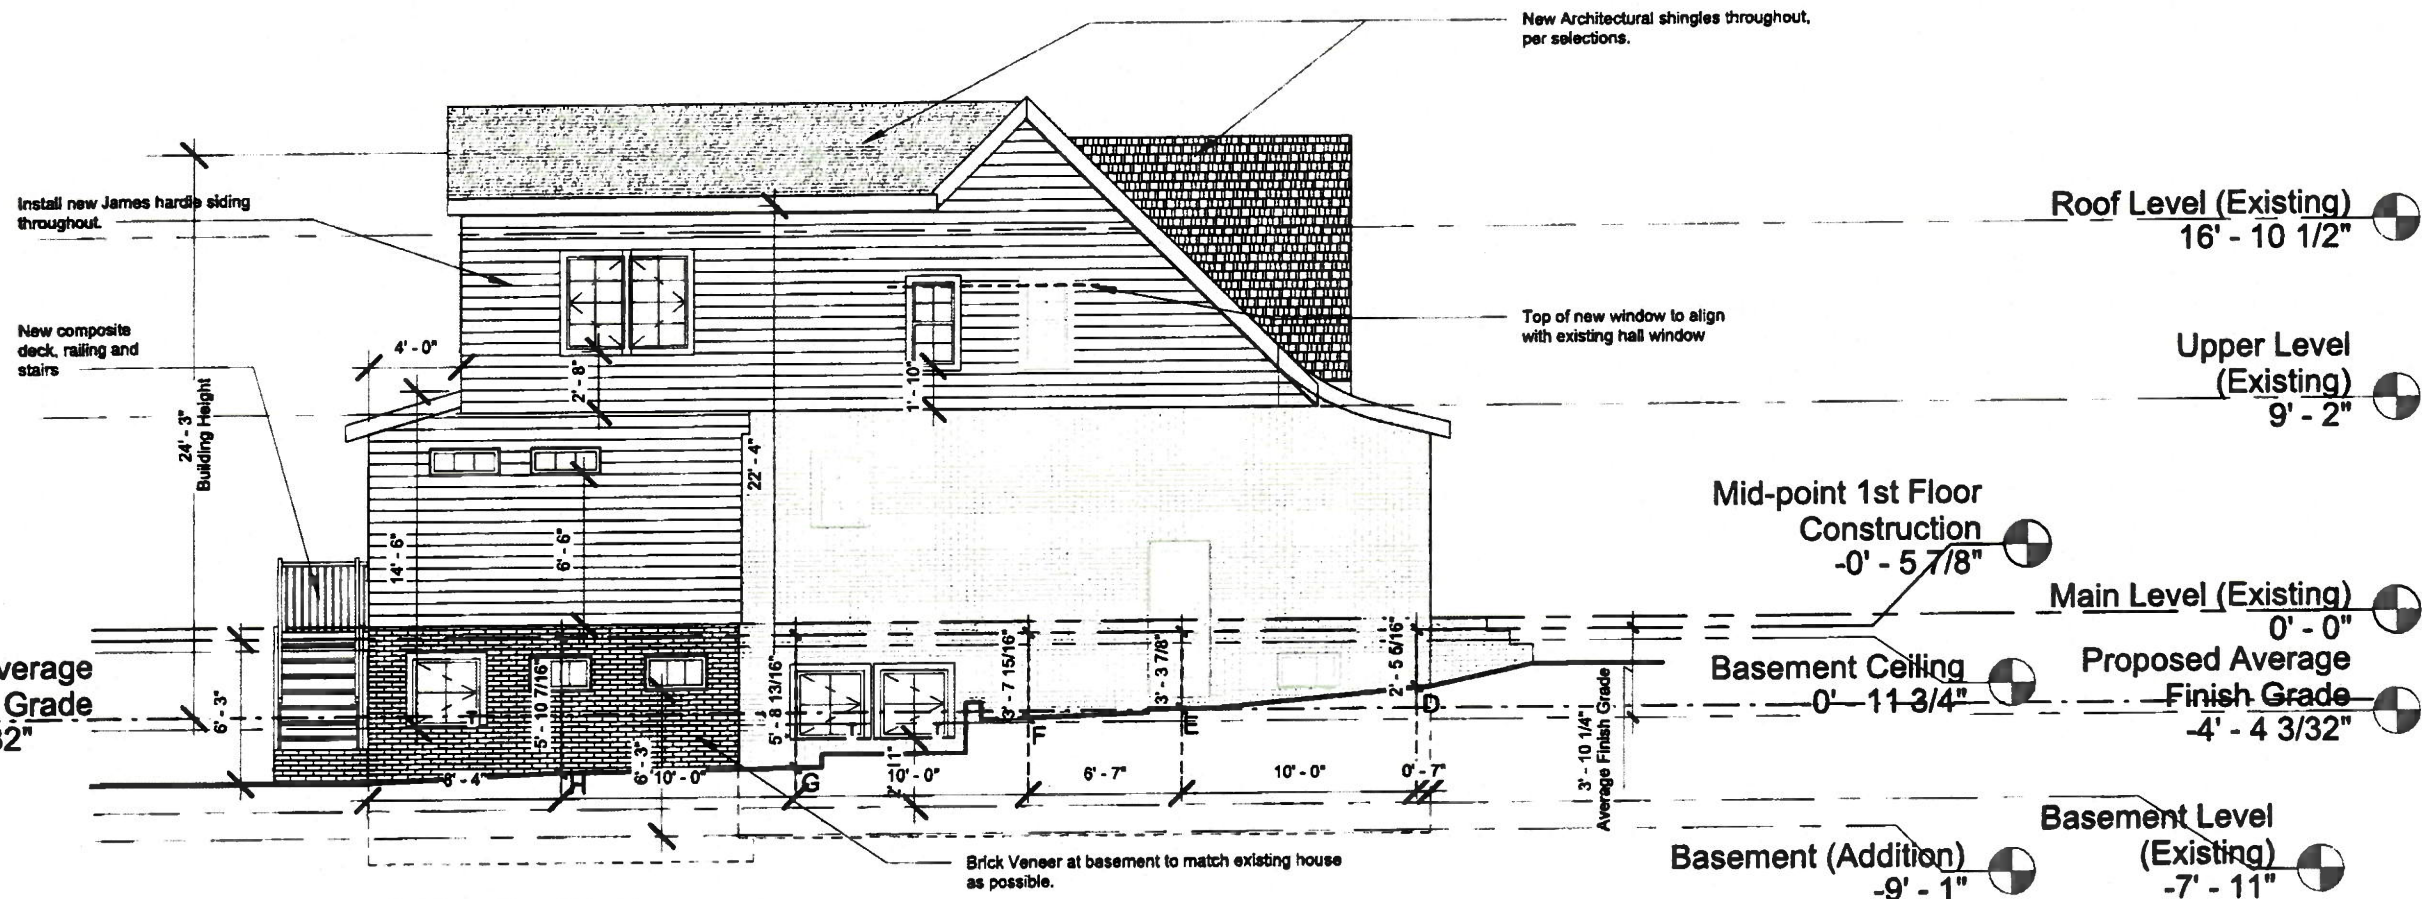 New Architectural shingles throughout,
per selections.
Install new James hardie siding
throughout.
Roof Level (Existing)
16' - 10 1/2"
New composite
deck, railing and
stairs
4' - 0"
Top of new window to align
with existing hall window
Upper Level
(Existing)
9' - 2"
24' - 3"
Building Height
2' - 8"
1' - 10"
22' - 4"
14' - 6"
6' - 6"
Mid-point 1st Floor
Construction
-0' - 5 7/8"
Main Level (Existing)
0' - 0"
Basement Ceiling
0' - 11 3/4"
Proposed Average
Finish Grade
-4' - 4 3/32"
verage
Grade
32"
6' - 3"
5' - 10 7/16"
6' - 3"
5' - 8 13/16"
2' - 1"
3' - 7 15/16"
3' - 3 7/8"
2' - 5 5/16"
3' - 10 1/4"
Average Finish Grade
H
G
F
E
D
10' - 0"
10' - 0"
6' - 7"
10' - 0"
0' - 7"
Brick Veneer at basement to match existing house
as possible.
Basement (Addition)
-9' - 1"
Basement Level
(Existing)
-7' - 11"